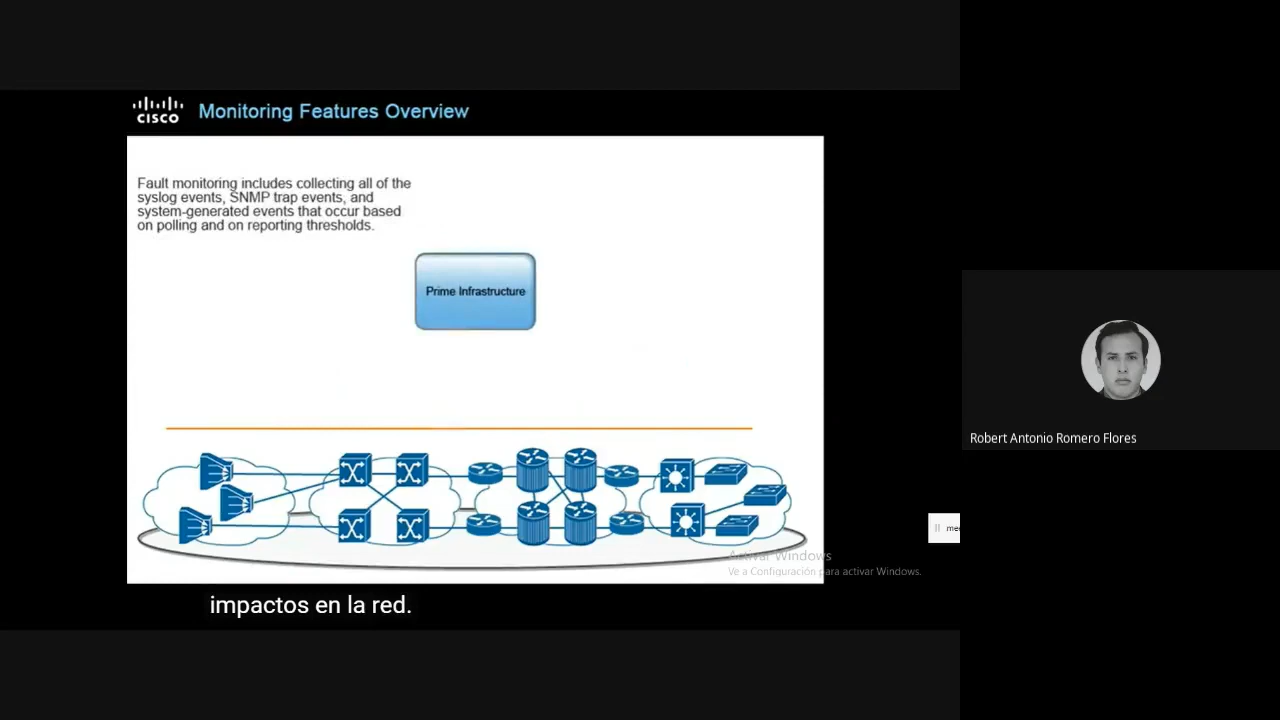 CISCO
Monitoring Features Overview
Fault monitoring includes collecting all of the
syslog events, SNMP trap events, and
system-generated events that occur based
on polling and on reporting thresholds.
Prime Infrastructure
Robert Antonio Romero Flores
Activar Windows
Ve a Configuración para activar Windows.
impactos en la red.